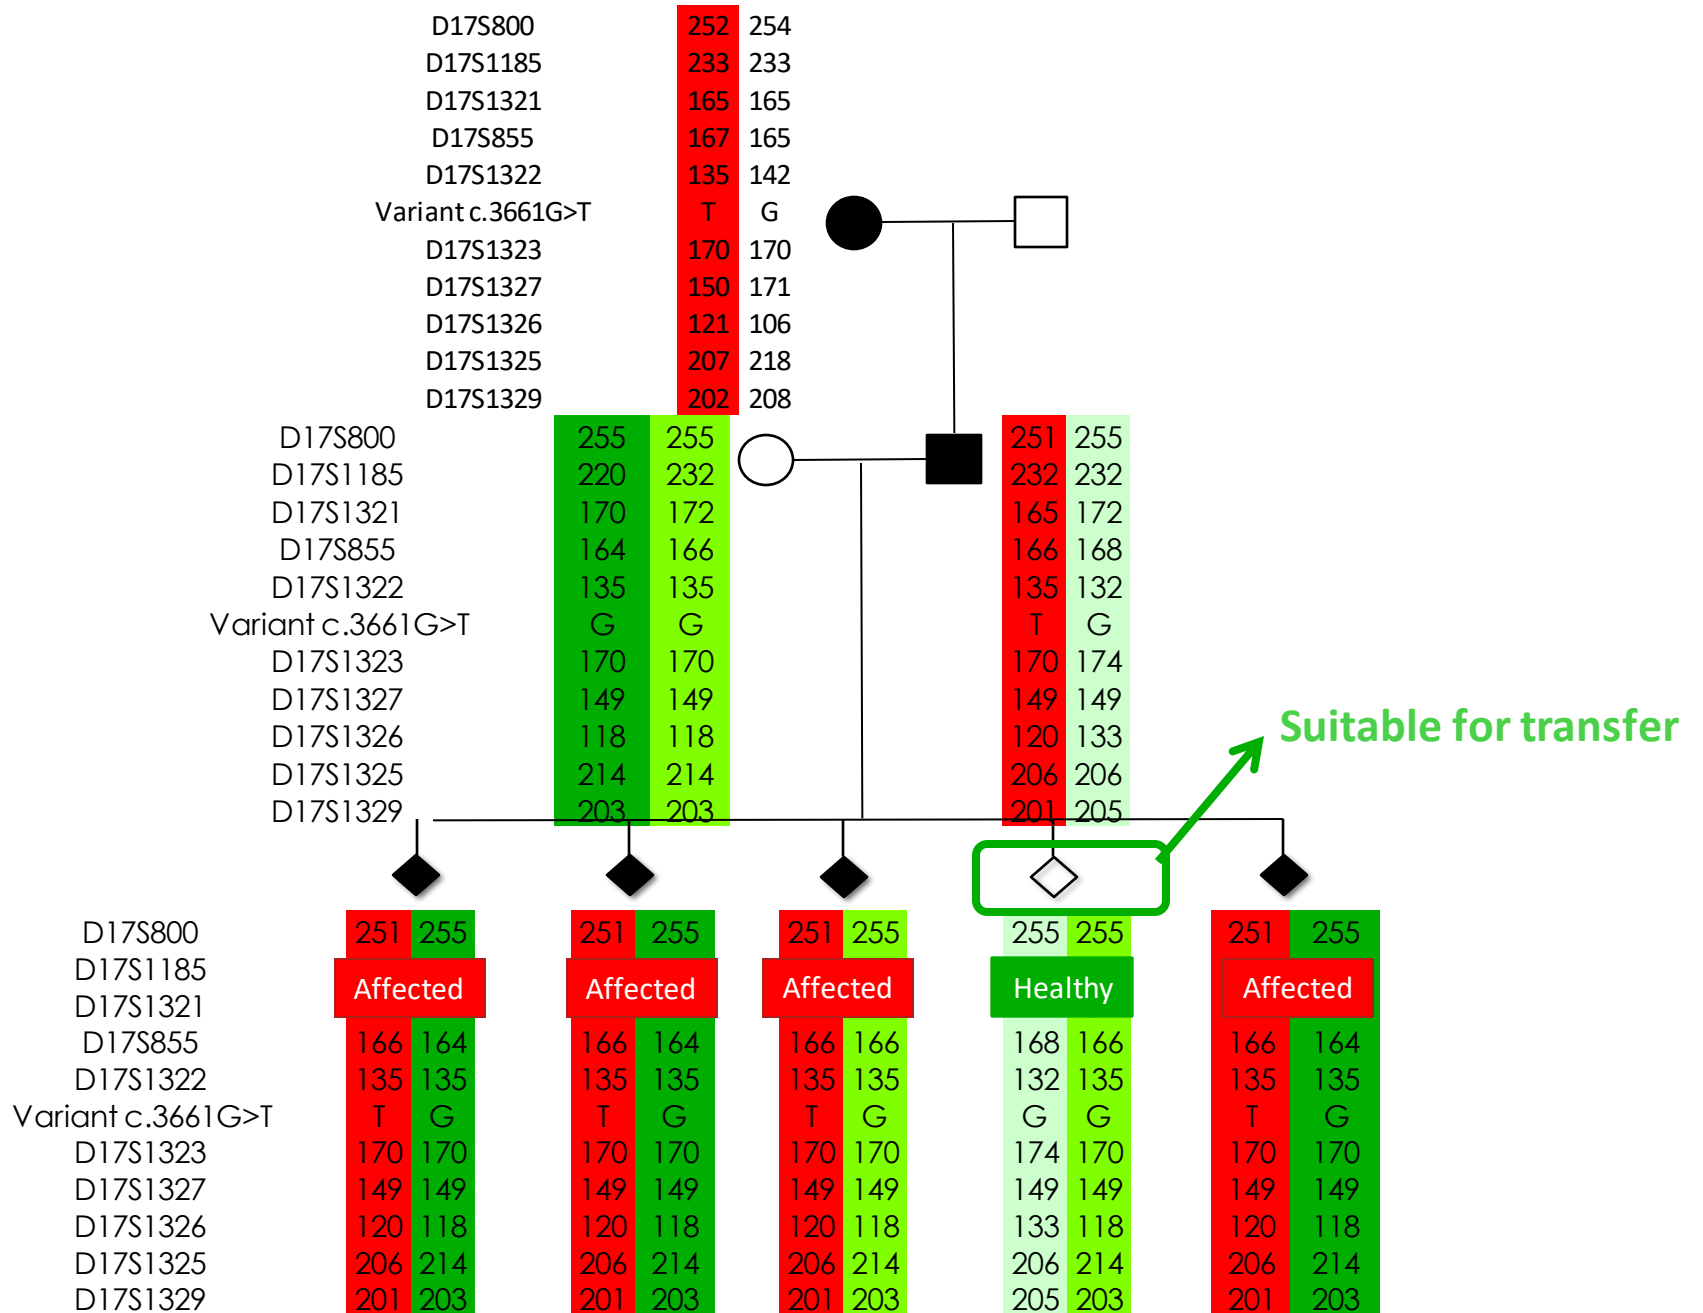 D17S800 252 254
D17S1185 233 233
D17S1321 165 165
D17S855 167 165
D17S1322 135 142
Variant c.3661G>T T G
D17S1323 170 170
D17S1327 150 171
D17S1326 121 106
D17S1325 207 218
D17S1329 202 208
D17S800 255 255 251 255
D17S1185 220 232 232 232
D17S1321 170 172 165 172
D17S855 164 166 166 168
D17S1322 135 135 135 132
Variant c.3661G>T G G T G
D17S1323 170 170 170 174
D17S1327 149 149 149 149
Suitable for transfer
D17S1326 118 118 120 133
D17S1325 214 214 206 206
D17S1329 203 203 201 205
D17S800 251 255 251 255 251 255 255 255 251 255
D17S1185
Affected Affected Affected Healthy Affected
D17S1321
D17S855 166 164 166 164 166 166 168 166 166 164
D17S1322 135 135 135 135 135 135 132 135 135 135
Variant c.3661G>T T G T G T G G G T G
D17S1323 170 170 170 170 170 170 174 170 170 170
D17S1327 149 149 149 149 149 149 149 149 149 149
D17S1326 120 118 120 118 120 118 133 118 120 118
D17S1325 206 214 206 214 206 214 206 214 206 214
D17S1329 201 203 201 203 201 203 205 203 201 203